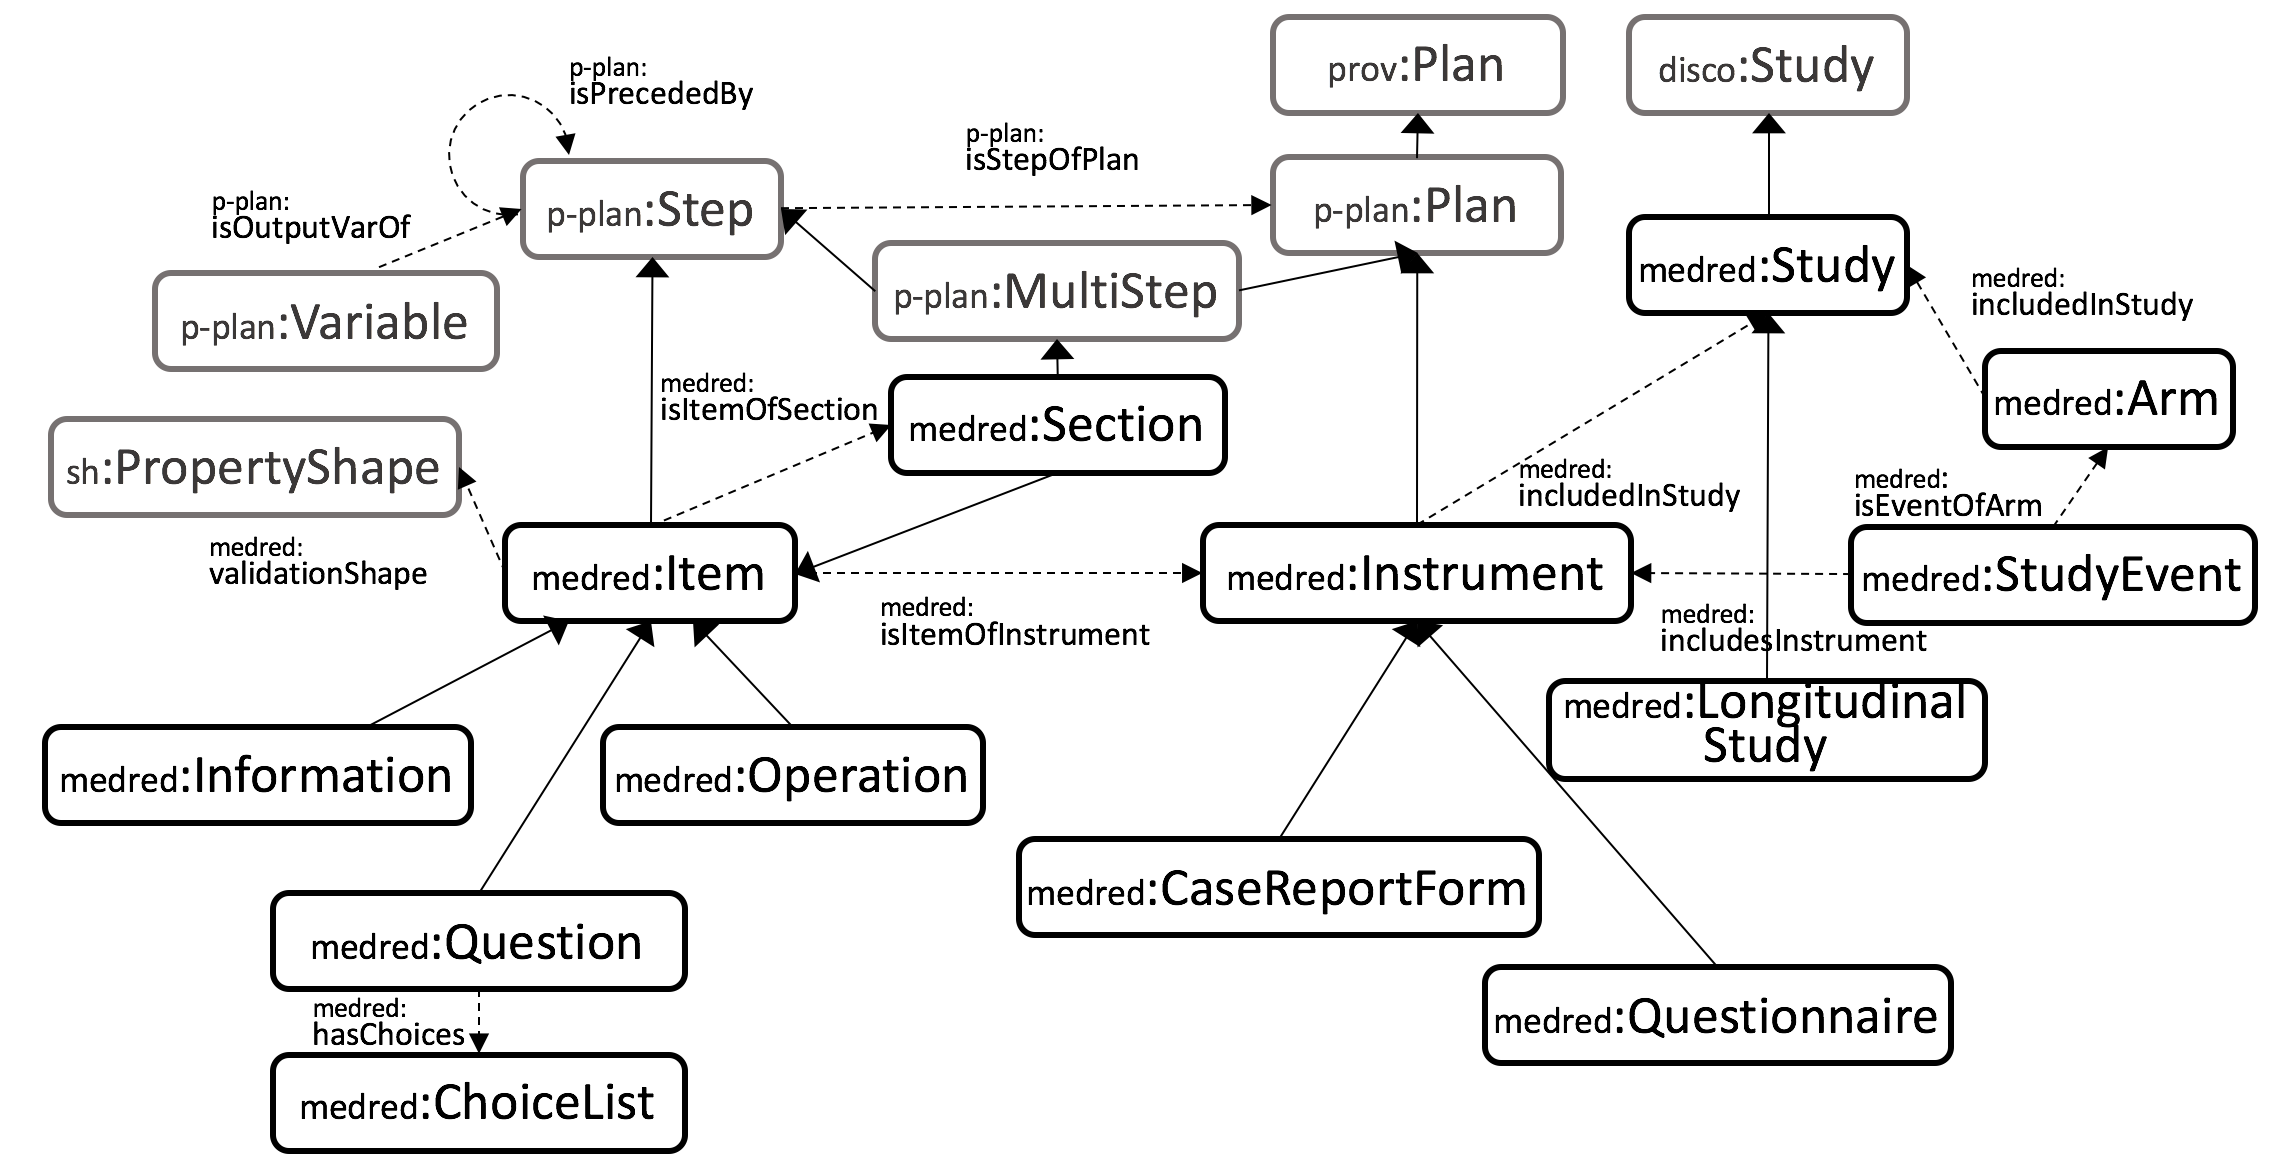 p-plan:
isPrecededBy
prov:Plan
disco:Study
p-plan:
isStepOfPlan
p-plan:
isOutputVarOf
p-plan:Step
p-plan:Plan
medred:Study
medred:
includedInStudy
p-plan:MultiStep
p-plan:Variable
medred:
isItemOfSection
medred:Section
medred:Arm
sh:PropertyShape
medred:
includedInStudy
medred:
isEventOfArm
medred:
validationShape
medred:Item
medred:
isItemOfInstrument
medred:Instrument
medred:StudyEvent
medred:
includesInstrument
medred:Longitudinal
Study
medred:Information
medred:Operation
medred:CaseReportForm
medred:Question
medred:
hasChoices
medred:Questionnaire
medred:ChoiceList